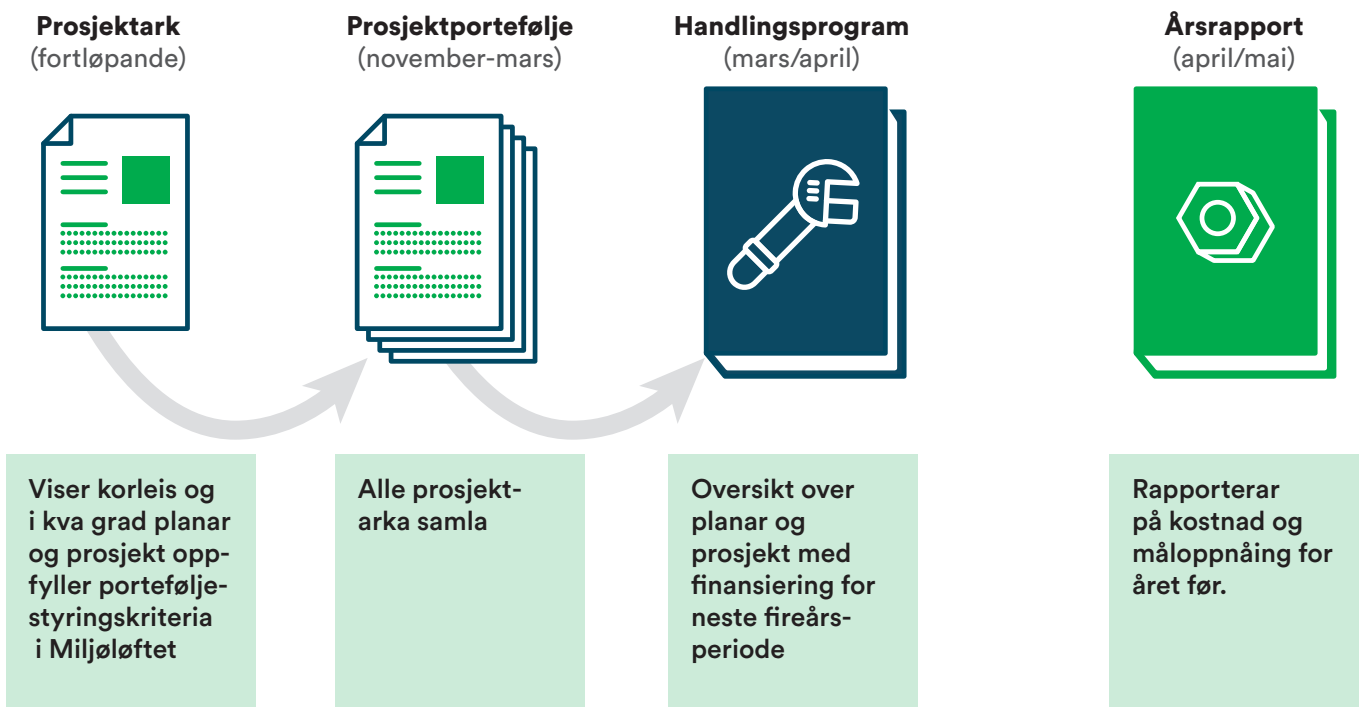 Prosjektark
(fortløpande)
Prosjektportefølje
(november-mars)
Handlingsprogram
(mars/april)
Årsrapport
(april/mai)
Viser korleis og
i kva grad planar
og prosjekt opp-
fyller portefølje-
styringskriteria
i Miljøløftet
Alle prosjekt-
arka samla
Oversikt over
planar og
prosjekt med
finansiering for
neste fireårs-
periode
Rapporterar
på kostnad og
måloppnåing for
året før.